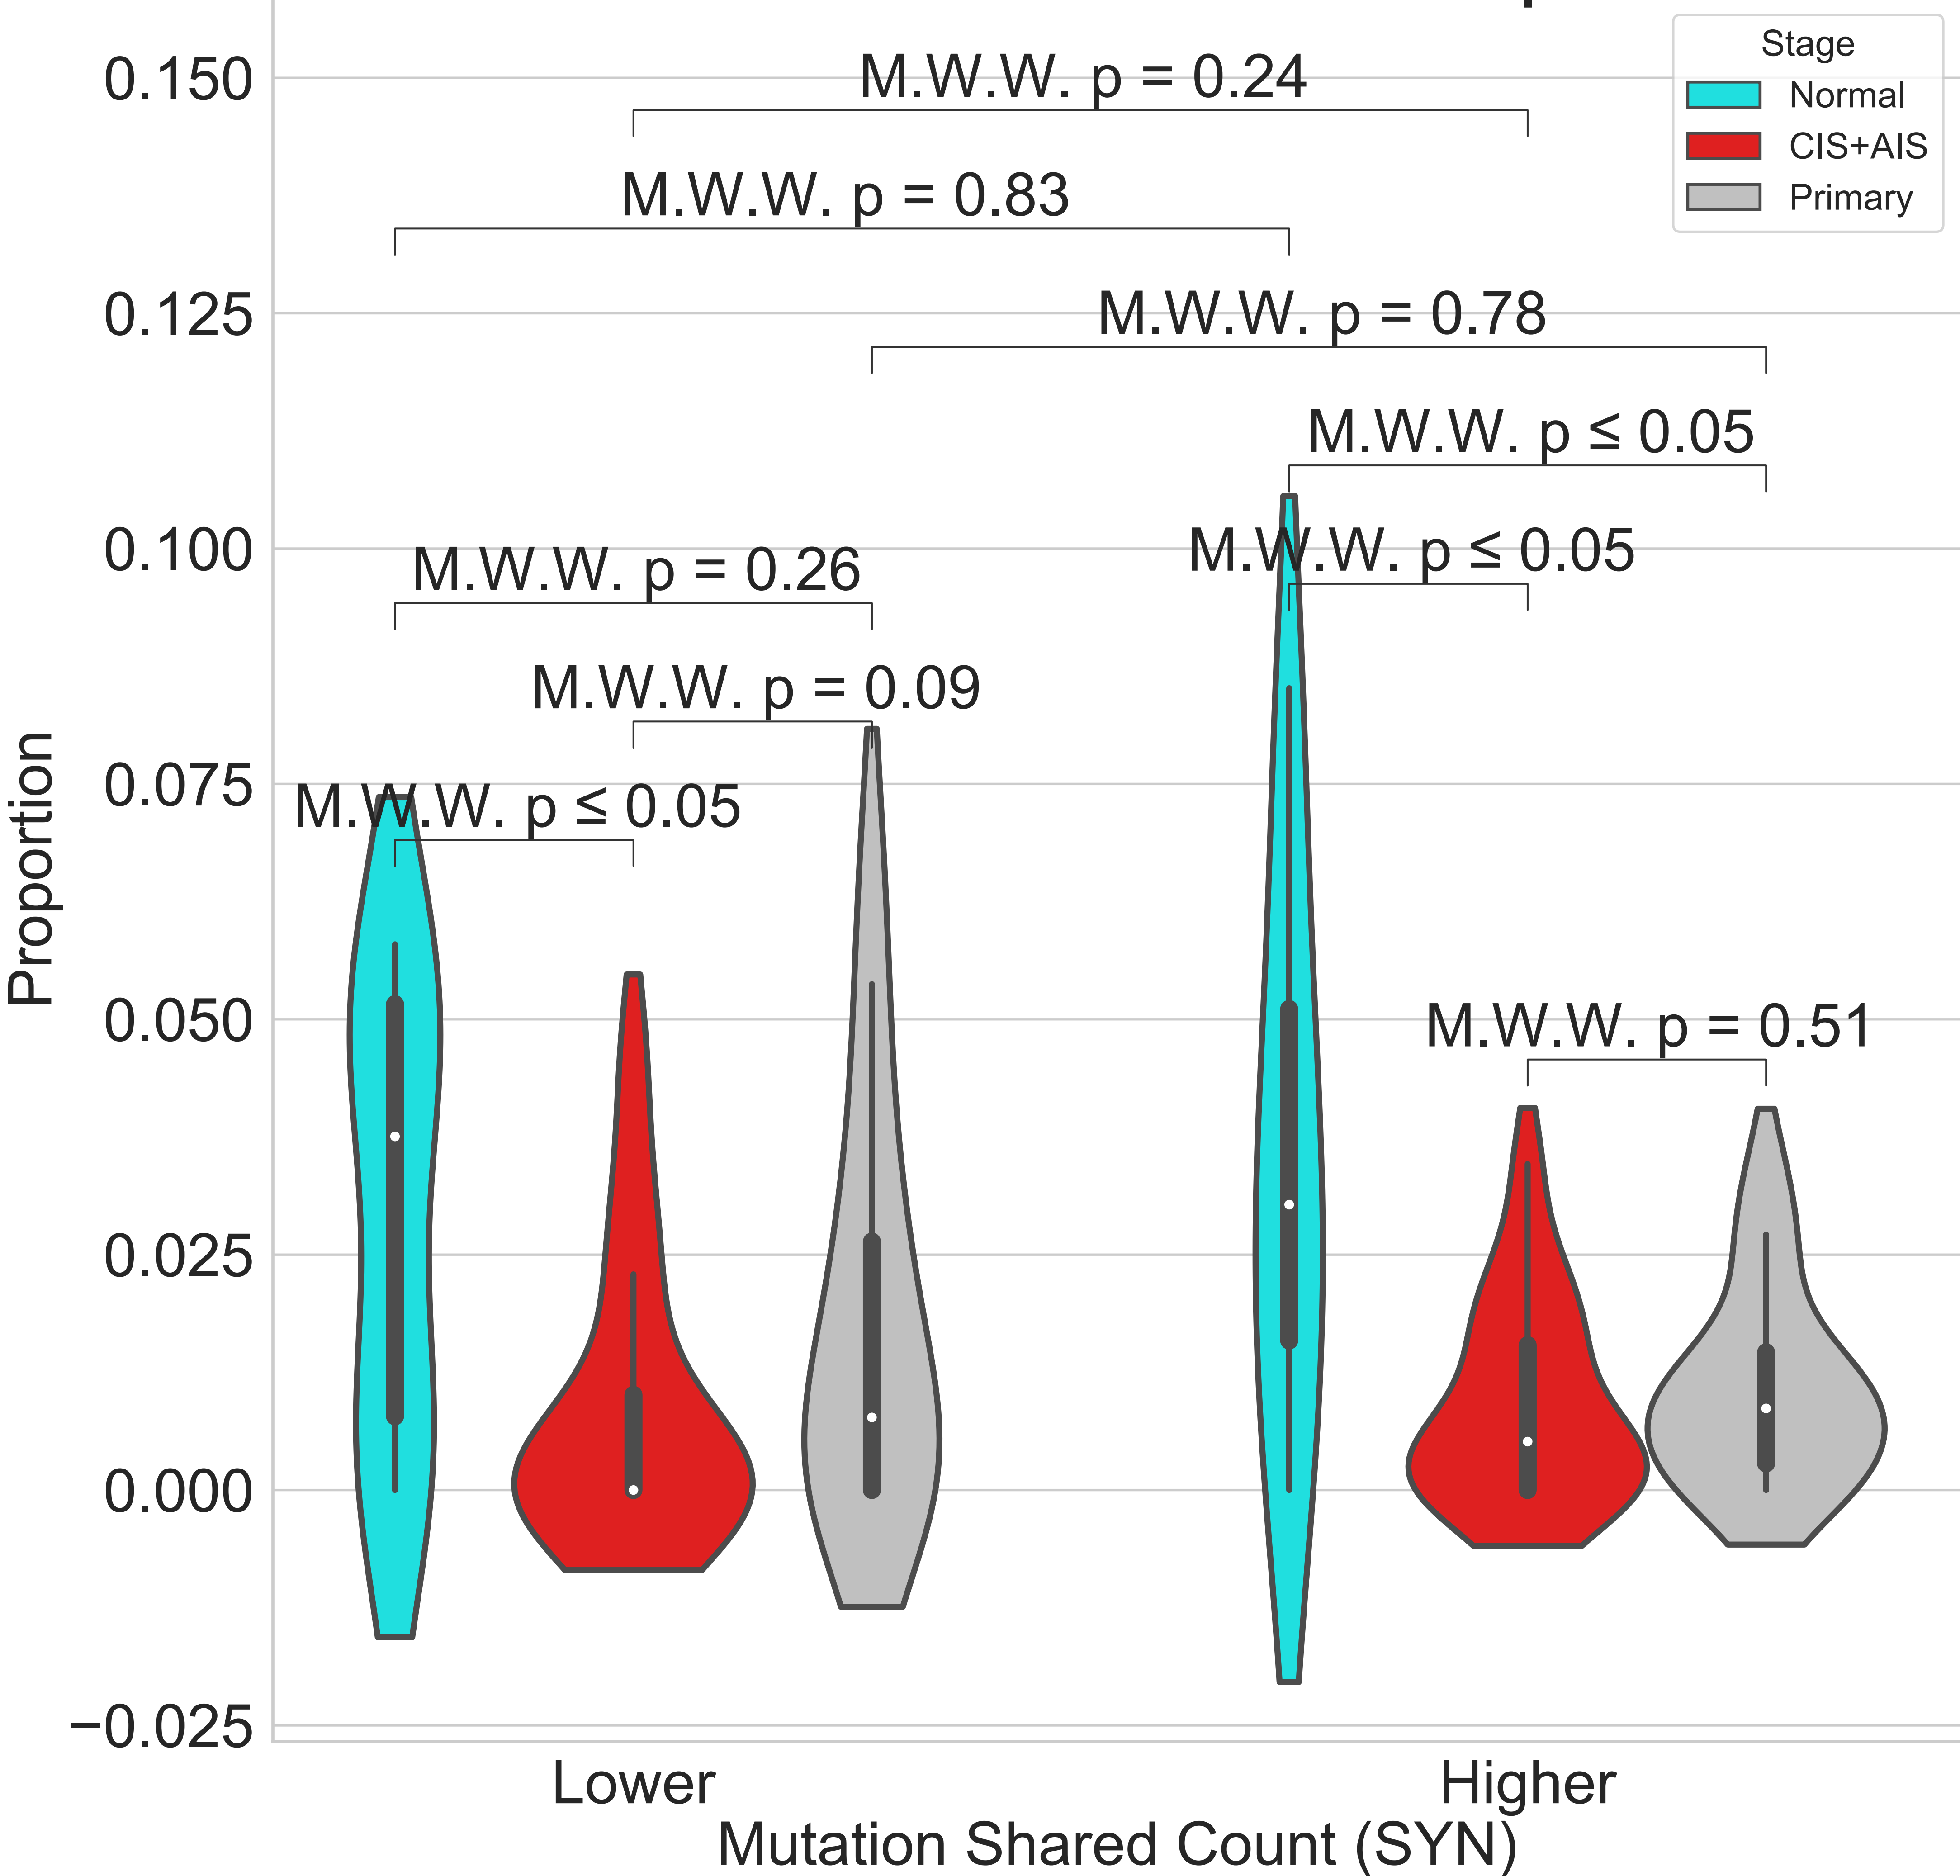 Stage
Normal
CIS+AIS
Primary
0.150
0.125
0.100
0.075
0.050
0.025
0.000
−0.025
Proportion
M.W.W. p = 0.24
M.W.W. p = 0.83
M.W.W. p = 0.78
M.W.W. p ≤ 0.05
M.W.W. p ≤ 0.05
M.W.W. p = 0.26
M.W.W. p = 0.09
M.W.W. p ≤ 0.05
M.W.W. p = 0.51
Lower
Higher
Mutation Shared Count (SYN)